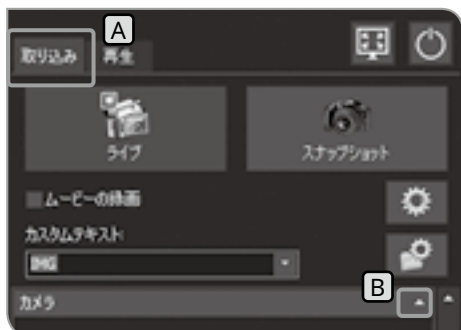 A
取り込み 再生
ライブ スナップショット
ムービーの録画
カスタムテキスト
IMG
B
カメラ